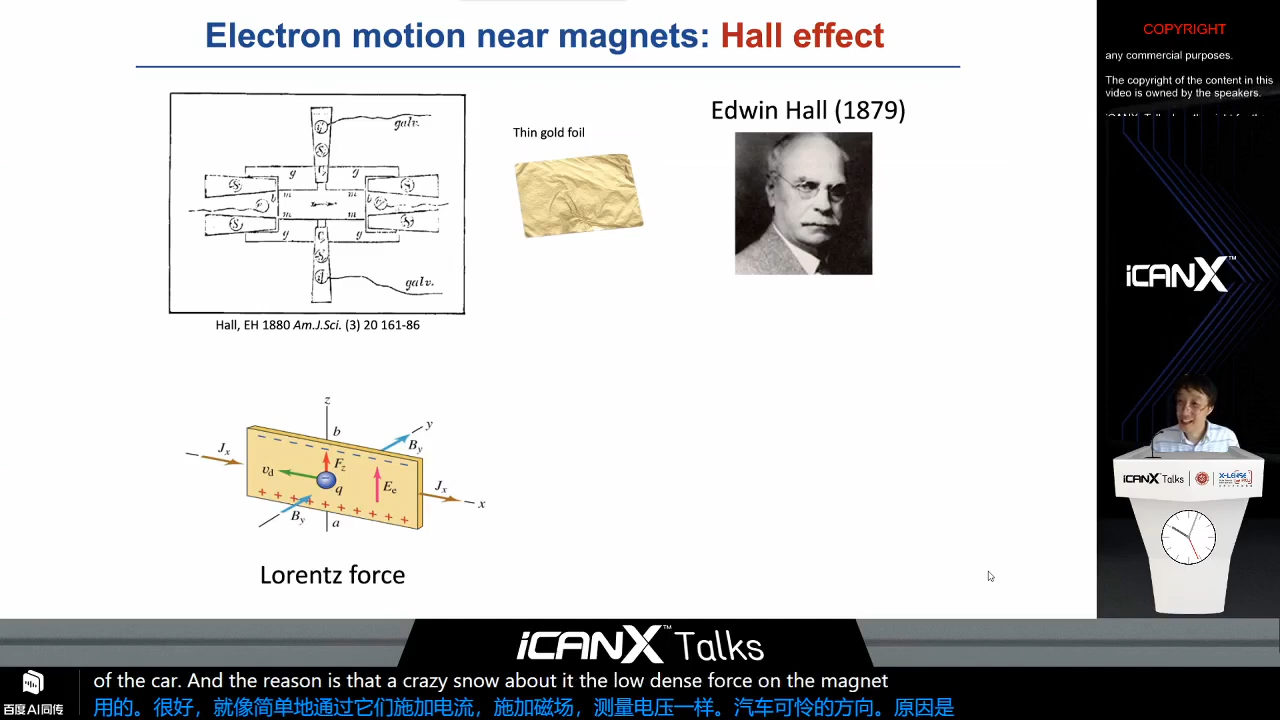 Electron motion near magnets: Hall effect
COPYRIGHT
any commercial purposes.
The copyright of the content in this
video is owned by the speakers.
Edwin Hall (1879)
Thin gold foil
galv.
g
g
m
m
m
m
g
g
galv.
Hall, EH 1880 Am.J.Sci. (3) 20 161-86
iCANX™
z
y
b
By
Jx
Fz
vd
q
Ee
Jx
x
By
a
Lorentz force
iCANX Talks
X-LENSE
iCANX™ Talks
of the car. And the reason is that a crazy snow about it the low dense force on the magnet
用的。很好，就像简单地通过它们施加电流，施加磁场，测量电压一样。汽车可怜的方向。原因是
百度AI同传